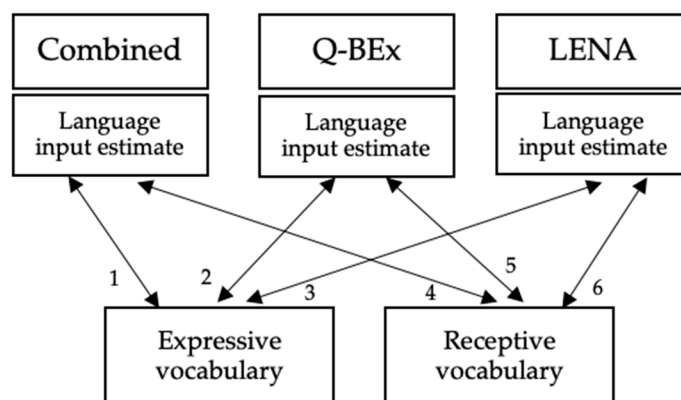 Combined
Q-BEx
LENA
Language
input estimate
Language
input estimate
Language
input estimate
1
2
3
4
5
6
Expressive
vocabulary
Receptive
vocabulary